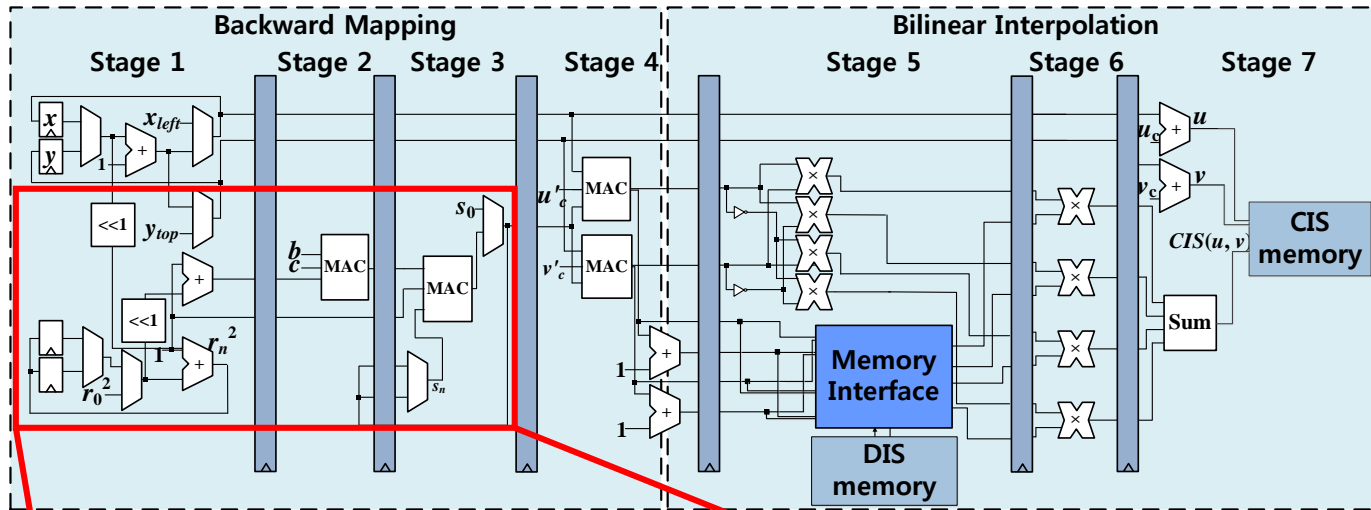 Backward Mapping
Bilinear Interpolation
Stage 1
Stage 2
Stage 3
Stage 4
Stage 5
Stage 6
Stage 7
x
y
1
+
x_left
y_top
<<1
+
<<1
1
r_n^2
+
r_0^2
b
c
MAC
MAC
s_0
s_n
u'_c
MAC
v'_c
MAC
1
+
1
+
×
×
×
×
Memory
Interface
DIS
memory
×
×
×
×
u_c
+
u
v_c
+
v
CIS(u, v)
Sum
CIS
memory